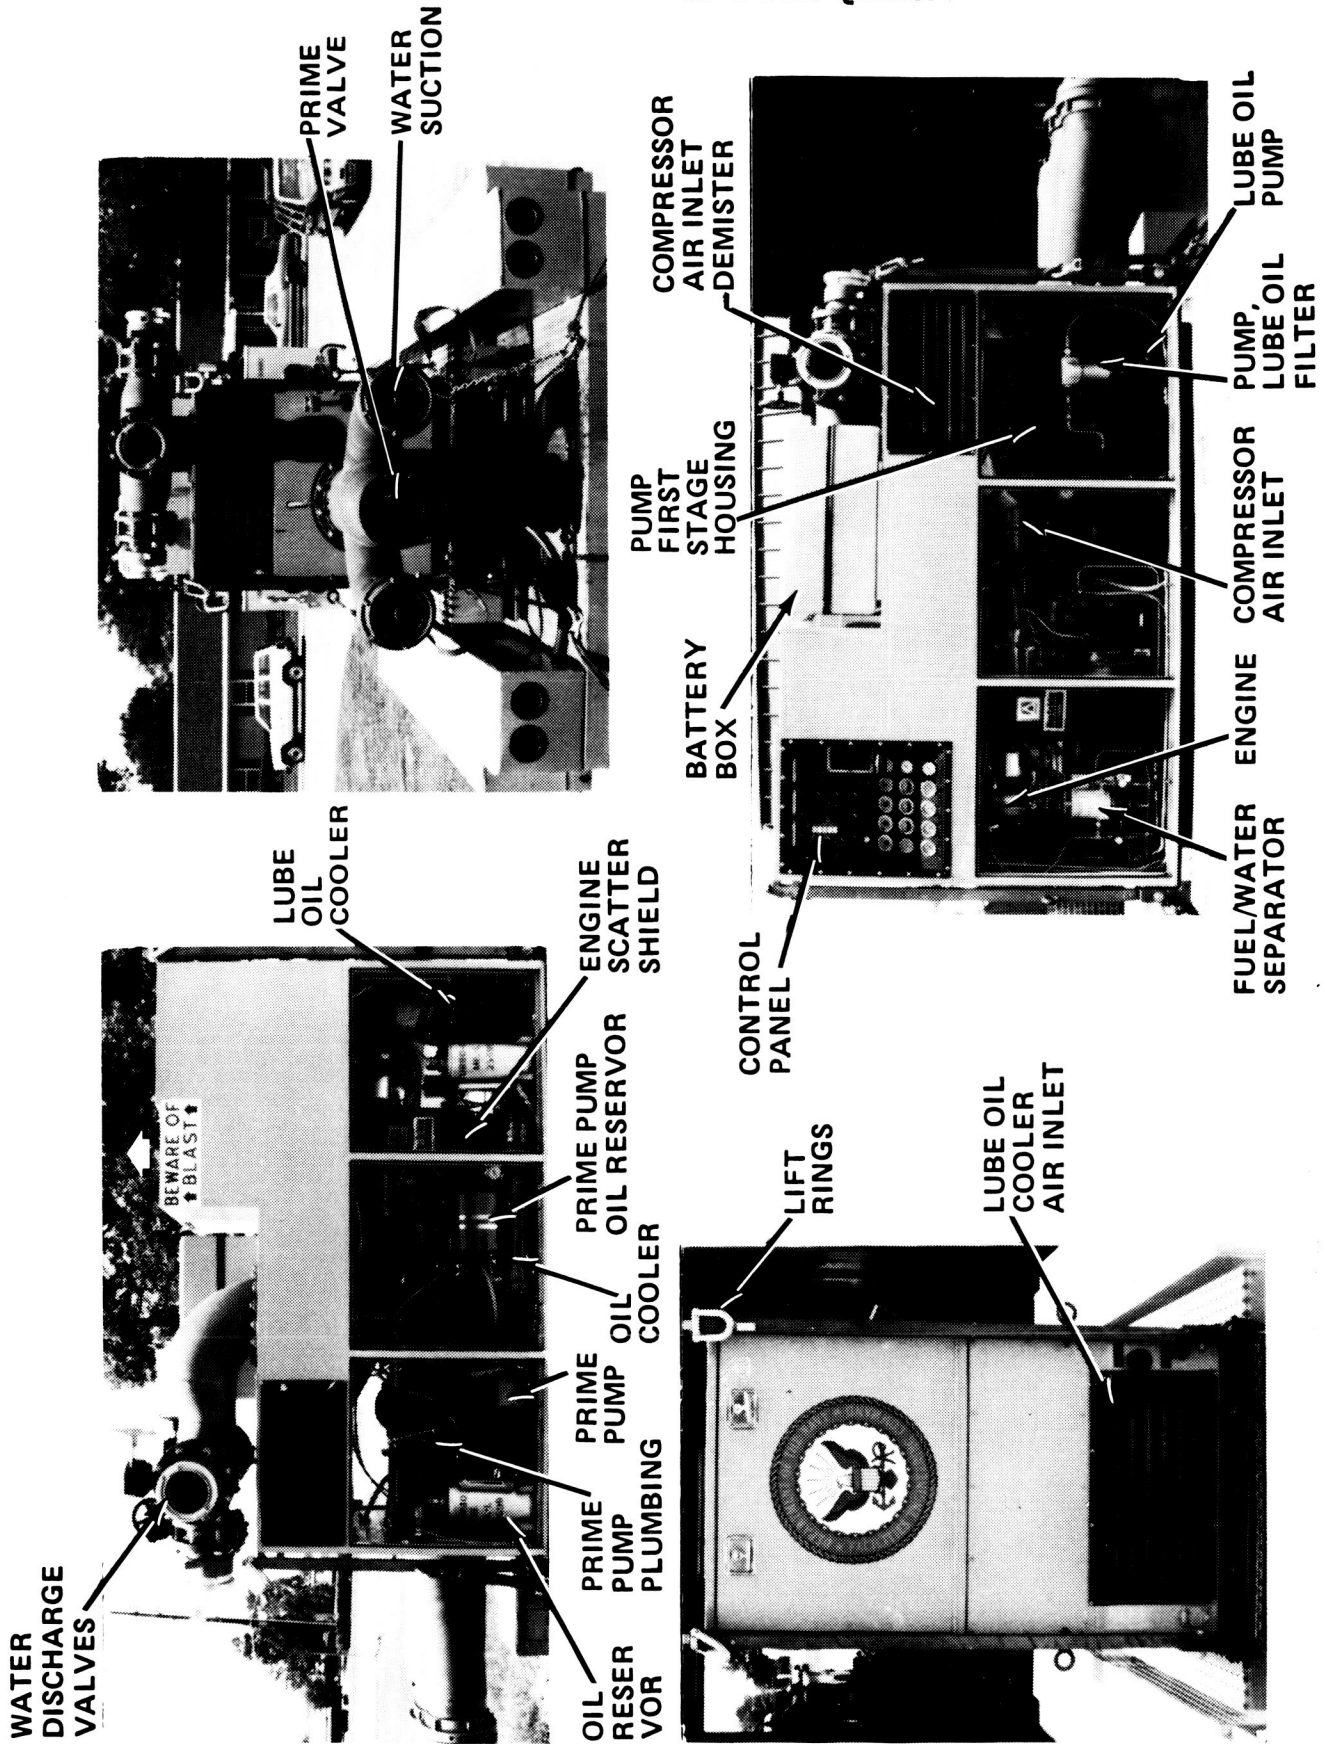 WATER
DISCHARGE
VALVES
BEWARE OF
BLAST
LUBE
OIL
COOLER
OIL
RESER
VOR
PRIME
PUMP
PLUMBING
PRIME
PUMP
OIL
COOLER
PRIME PUMP
OIL RESERVOR
ENGINE
SCATTER
SHIELD
PRIME
VALVE
WATER
SUCTION
LIFT
RINGS
LUBE OIL
COOLER
AIR INLET
CONTROL
PANEL
BATTERY
BOX
PUMP
FIRST
STAGE
HOUSING
COMPRESSOR
AIR INLET
DEMISTER
FUEL/WATER
SEPARATOR
ENGINE
COMPRESSOR
AIR INLET
PUMP,
LUBE OIL
FILTER
LUBE OIL
PUMP